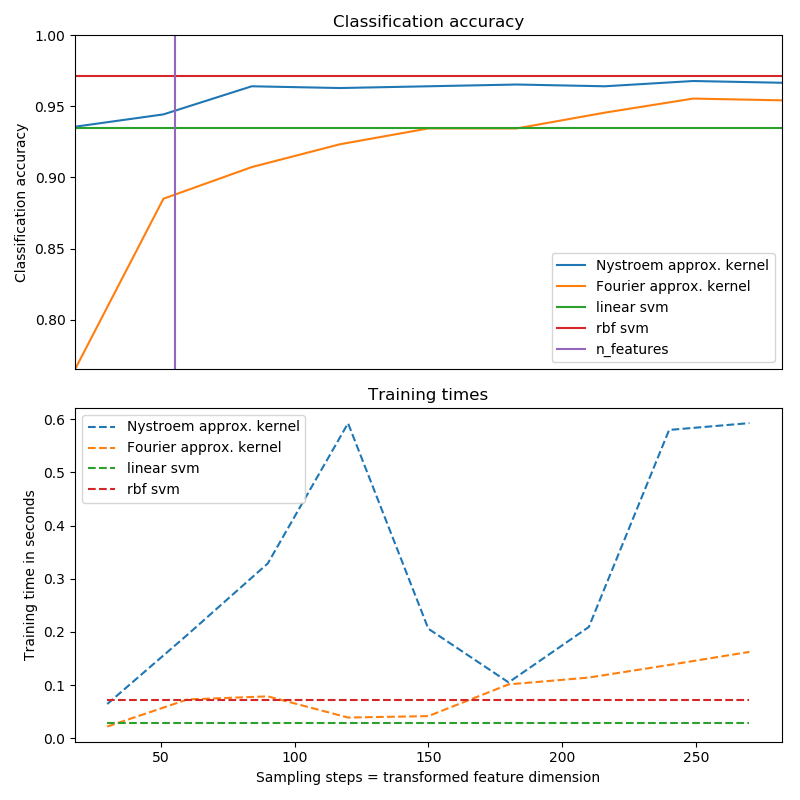 Classification accuracy
1.00
0.95
0.90
0.85
0.80
Classification accuracy
Nystroem approx. kernel
Fourier approx. kernel
linear svm
rbf svm
n_features
Training times
0.6
0.5
0.4
0.3
0.2
0.1
0.0
Training time in seconds
Nystroem approx. kernel
Fourier approx. kernel
linear svm
rbf svm
50 100 150 200 250
Sampling steps = transformed feature dimension